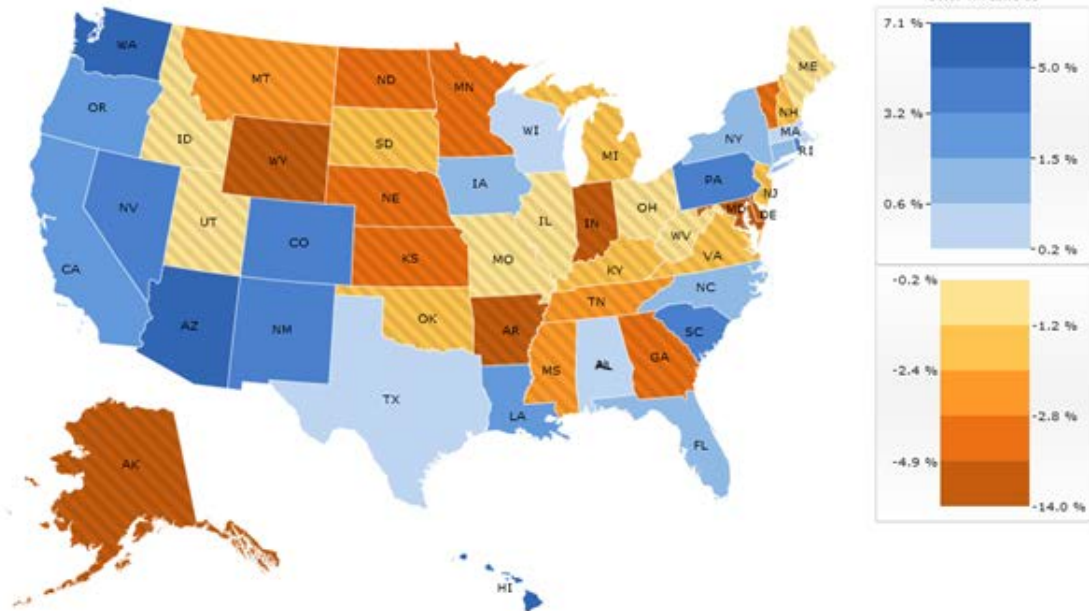 WA
MT
ND
MN
ME
OR
ID
WY
SD
WI
MI
NY
NH
MA
RI
NV
UT
CO
NE
IA
IL
IN
OH
PA
NJ
MD
DE
CA
KS
MO
KY
WV
VA
AZ
NM
OK
AR
TN
NC
SC
TX
LA
MS
AL
GA
FL
AK
HI
7.1 %
5.0 %
3.2 %
1.5 %
0.6 %
0.2 %
-0.2 %
-1.2 %
-2.4 %
-2.8 %
-4.9 %
-14.0 %